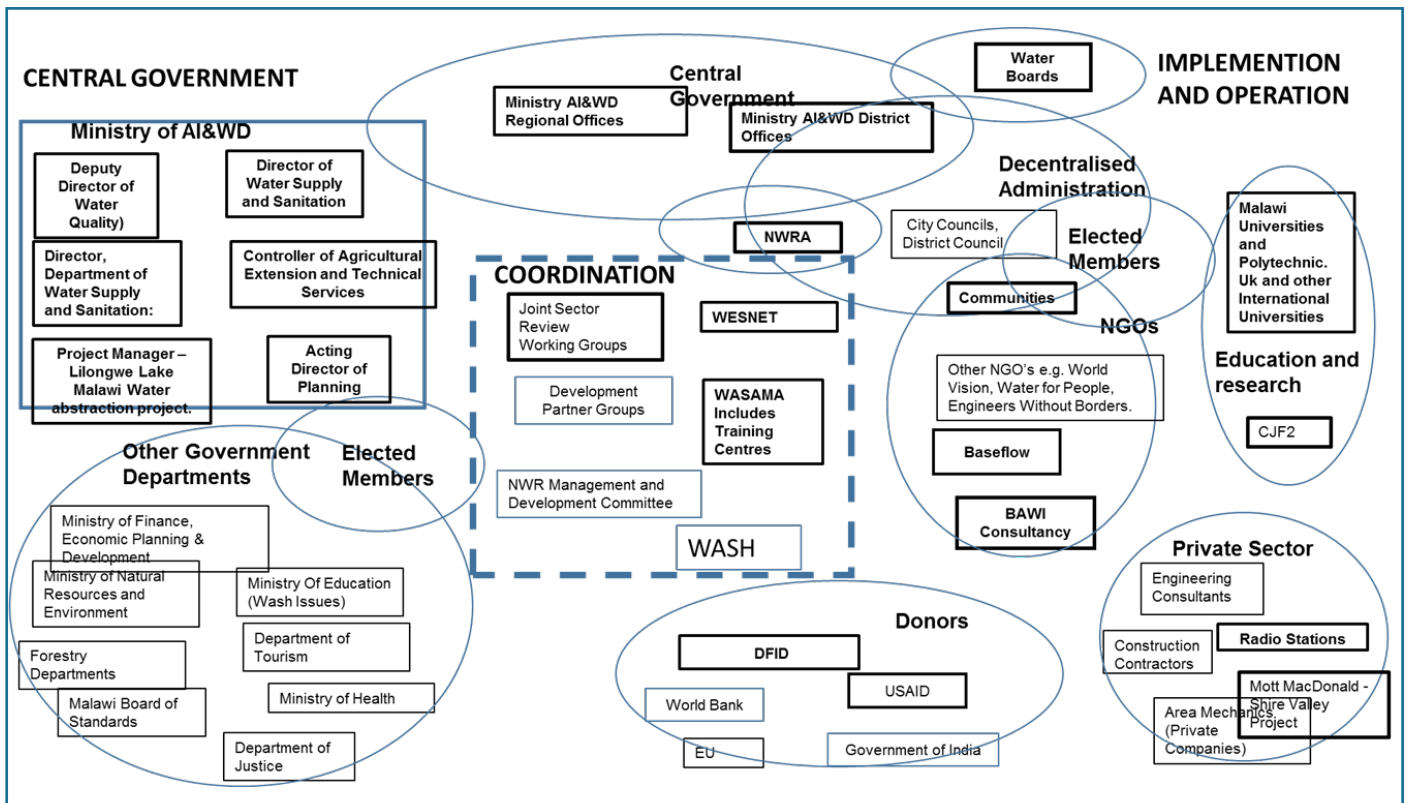 CENTRAL GOVERNMENT
Ministry of AI&WD
Deputy
Director of
Water
Quality)
Director of
Water Supply
and Sanitation
Director,
Department of
Water Supply
and Sanitation:
Controller of Agricultural
Extension and Technical
Services
Project Manager –
Lilongwe Lake
Malawi Water
abstraction project.
Acting
Director of
Planning
Other Government
Departments
Elected
Members
Ministry of Finance,
Economic Planning &
Development
Ministry of Natural
Resources and
Environment
Ministry Of Education
(Wash Issues)
Department of
Tourism
Forestry
Departments
Ministry of Health
Malawi Board of
Standards
Department of
Justice
Central
Government
Ministry AI&WD
Regional Offices
Ministry AI&WD District
Offices
Water
Boards
IMPLEMENTION
AND OPERATION
Decentralised
Administration
NWRA
City Councils,
District Council
Elected
Members
Communities
NGOs
Other NGO's e.g. World
Vision, Water for People,
Engineers Without Borders.
Baseflow
BAWI
Consultancy
Malawi
Universities
and
Polytechnic.
Uk and other
International
Universities
Education and
research
CJF2
COORDINATION
Joint Sector
Review
Working Groups
WESNET
Development
Partner Groups
WASAMA
Includes
Training
Centres
NWR Management and
Development Committee
WASH
Donors
DFID
USAID
World Bank
EU
Government of India
Private Sector
Engineering
Consultants
Radio Stations
Construction
Contractors
Mott MacDonald -
Shire Valley
Project
Area Mechanics
(Private
Companies)